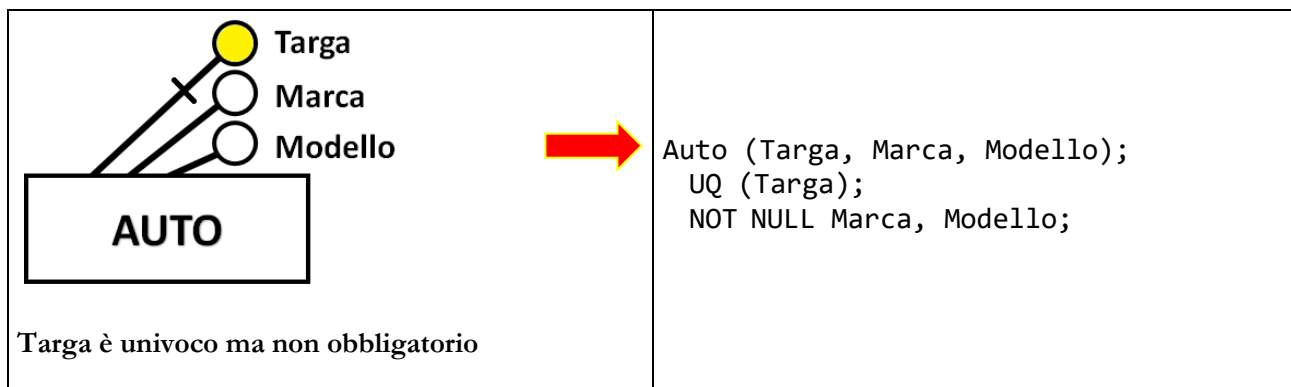 Targa
Marca
Modello
AUTO
Targa è univoco ma non obbligatorio
Auto (Targa, Marca, Modello);
UQ (Targa);
NOT NULL Marca, Modello;